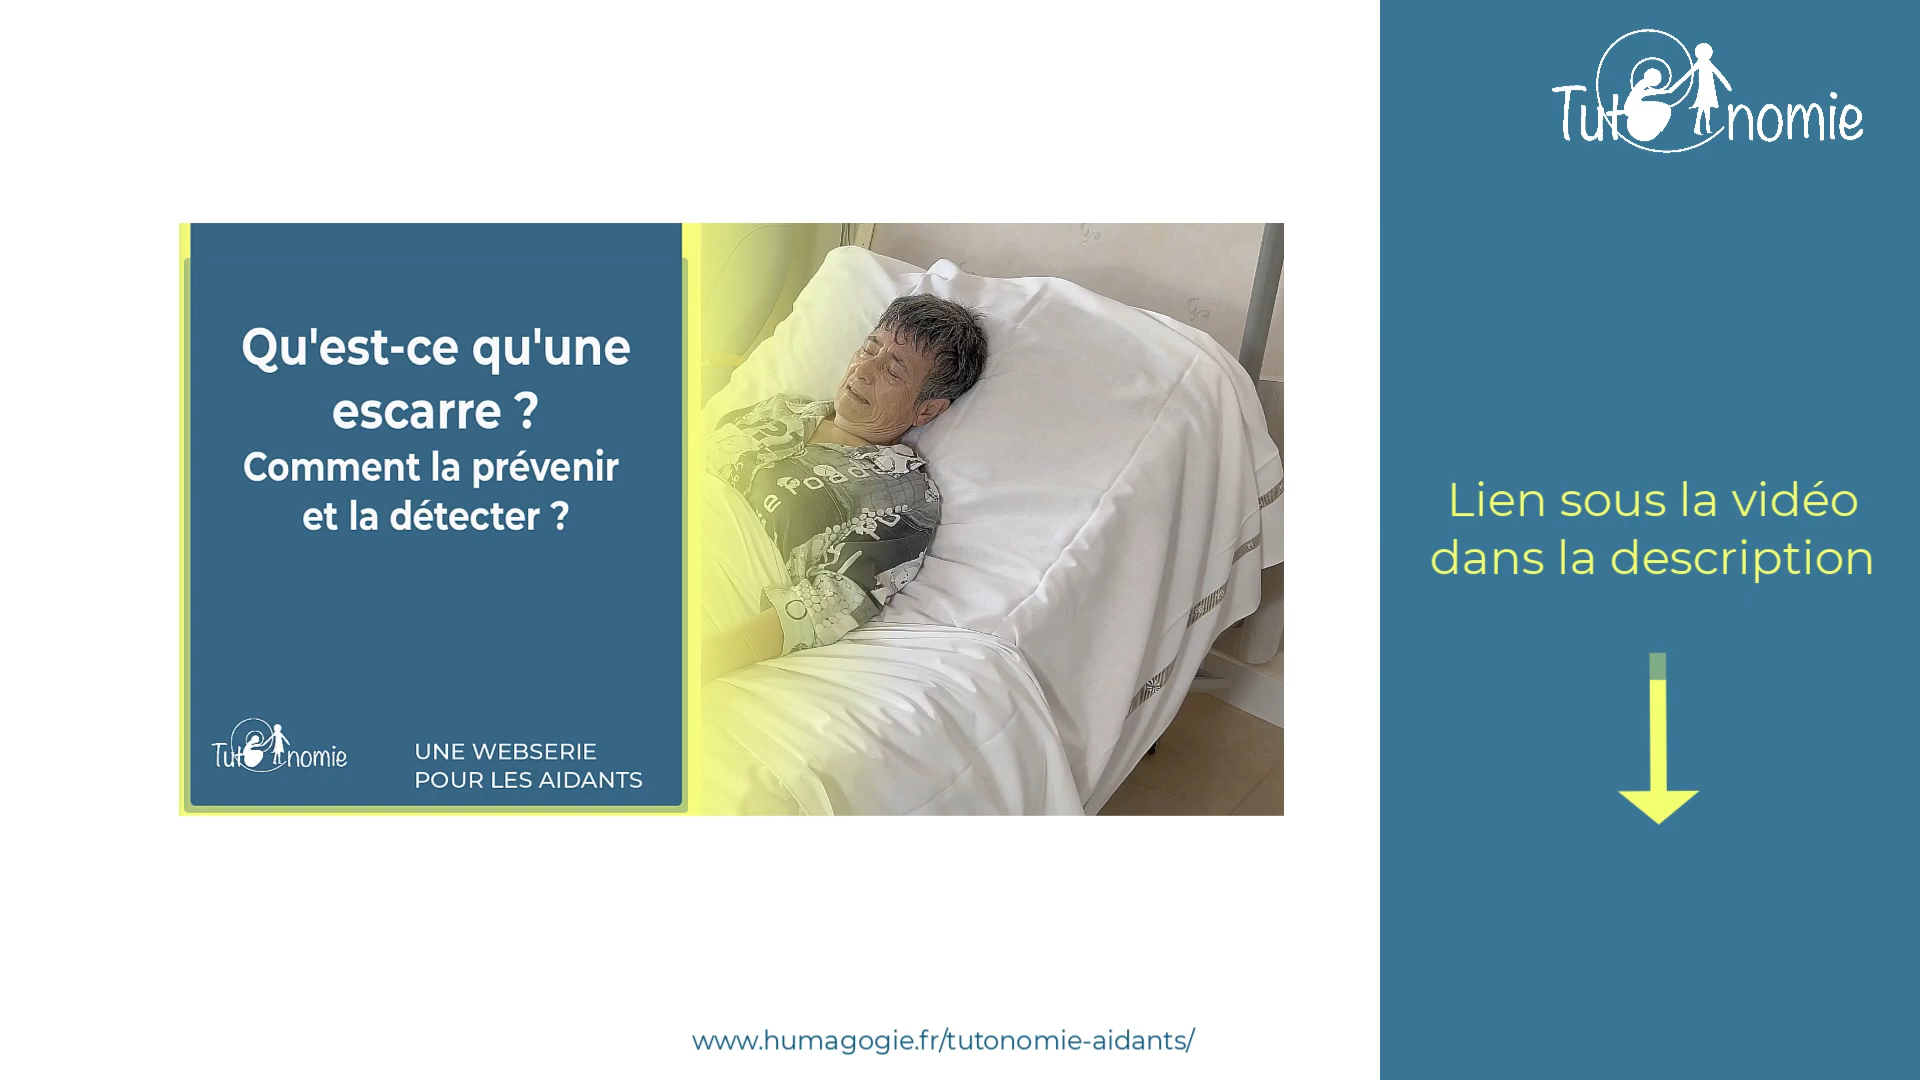 Qu'est-ce qu'une
escarre ?
Comment la prévenir
et la détecter ?
Tutonomie
UNE WEBSERIE
POUR LES AIDANTS
Tutonomie
Lien sous la vidéo
dans la description
www.humagogie.fr/tutonomie-aidants/